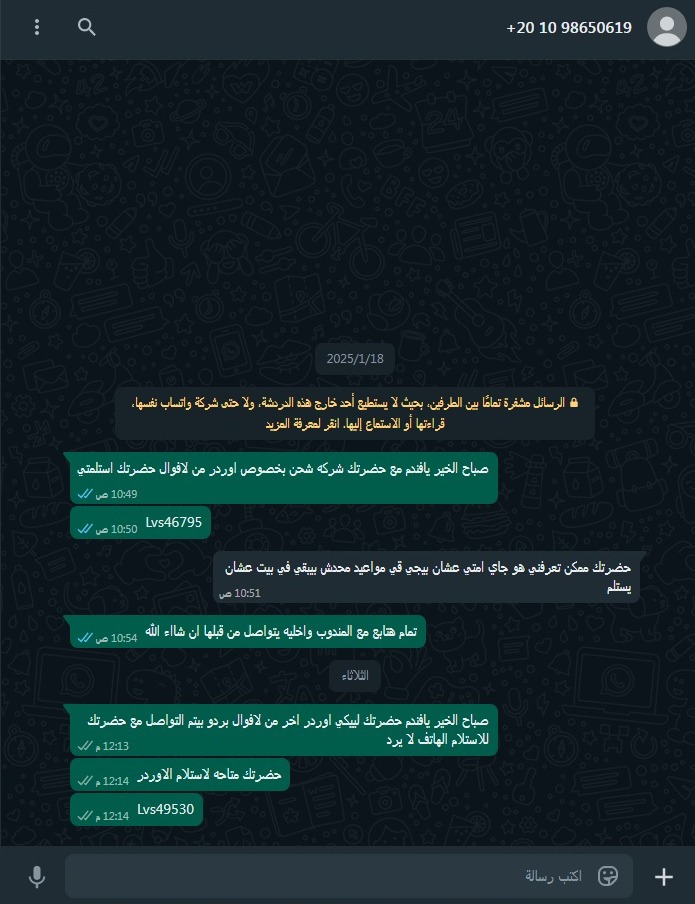 +20 10 98650619
2025/1/18
الرسائل مشفرة تمامًا بين الطرفين، بحيث لا يستطيع أحد خارج هذه الدردشة، ولا حتى شركة واتساب نفسها،
قراءتها أو الاستماع إليها. انقر لمعرفة المزيد
صباح الخير يافندم مع حضرتك شركه شحن بخصوص اوردر من لافوال حضرتك استلمتي
10:49 ص
Lvs46795
10:50 ص
حضرتك ممكن تعرفني هو جاي امتي عشان بيجي قي مواعيد محدش بيبقي في بيت عشان
يستلم
10:51 ص
تمام هتابع مع المندوب واخليه يتواصل من قبلها ان شااء الله
10:54 ص
الثلاثاء
صباح الخير يافندم حضرتك ليبكي اوردر اخر من لافوال بردو بيتم التواصل مع حضرتك
للاستلام الهاتف لا يرد
12:13 م
حضرتك متاحه لاستلام الاوردر
12:14 م
Lvs49530
12:14 م
اكتب رسالة